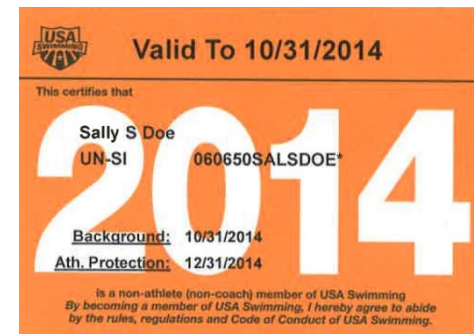 USA
SWIMMING
Valid To 10/31/2014
This certifies that
2014
Sally S Doe
UN-SI 060650SALSDOE*
Background: 10/31/2014
Ath. Protection: 12/31/2014
is a non-athlete (non-coach) member of USA Swimming
By becoming a member of USA Swimming, I hereby agree to abide
by the rules, regulations and Code of Conduct of USA Swimming.